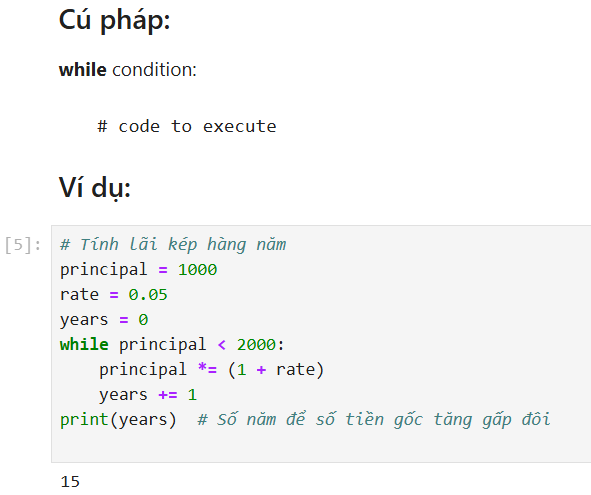 Cú pháp:
while condition:
# code to execute
Ví dụ:
[5]: # Tính lãi kép hàng năm
principal = 1000
rate = 0.05
years = 0
while principal < 2000:
    principal *= (1 + rate)
    years += 1
print(years)  # Số năm để số tiền gốc tăng gấp đôi
15